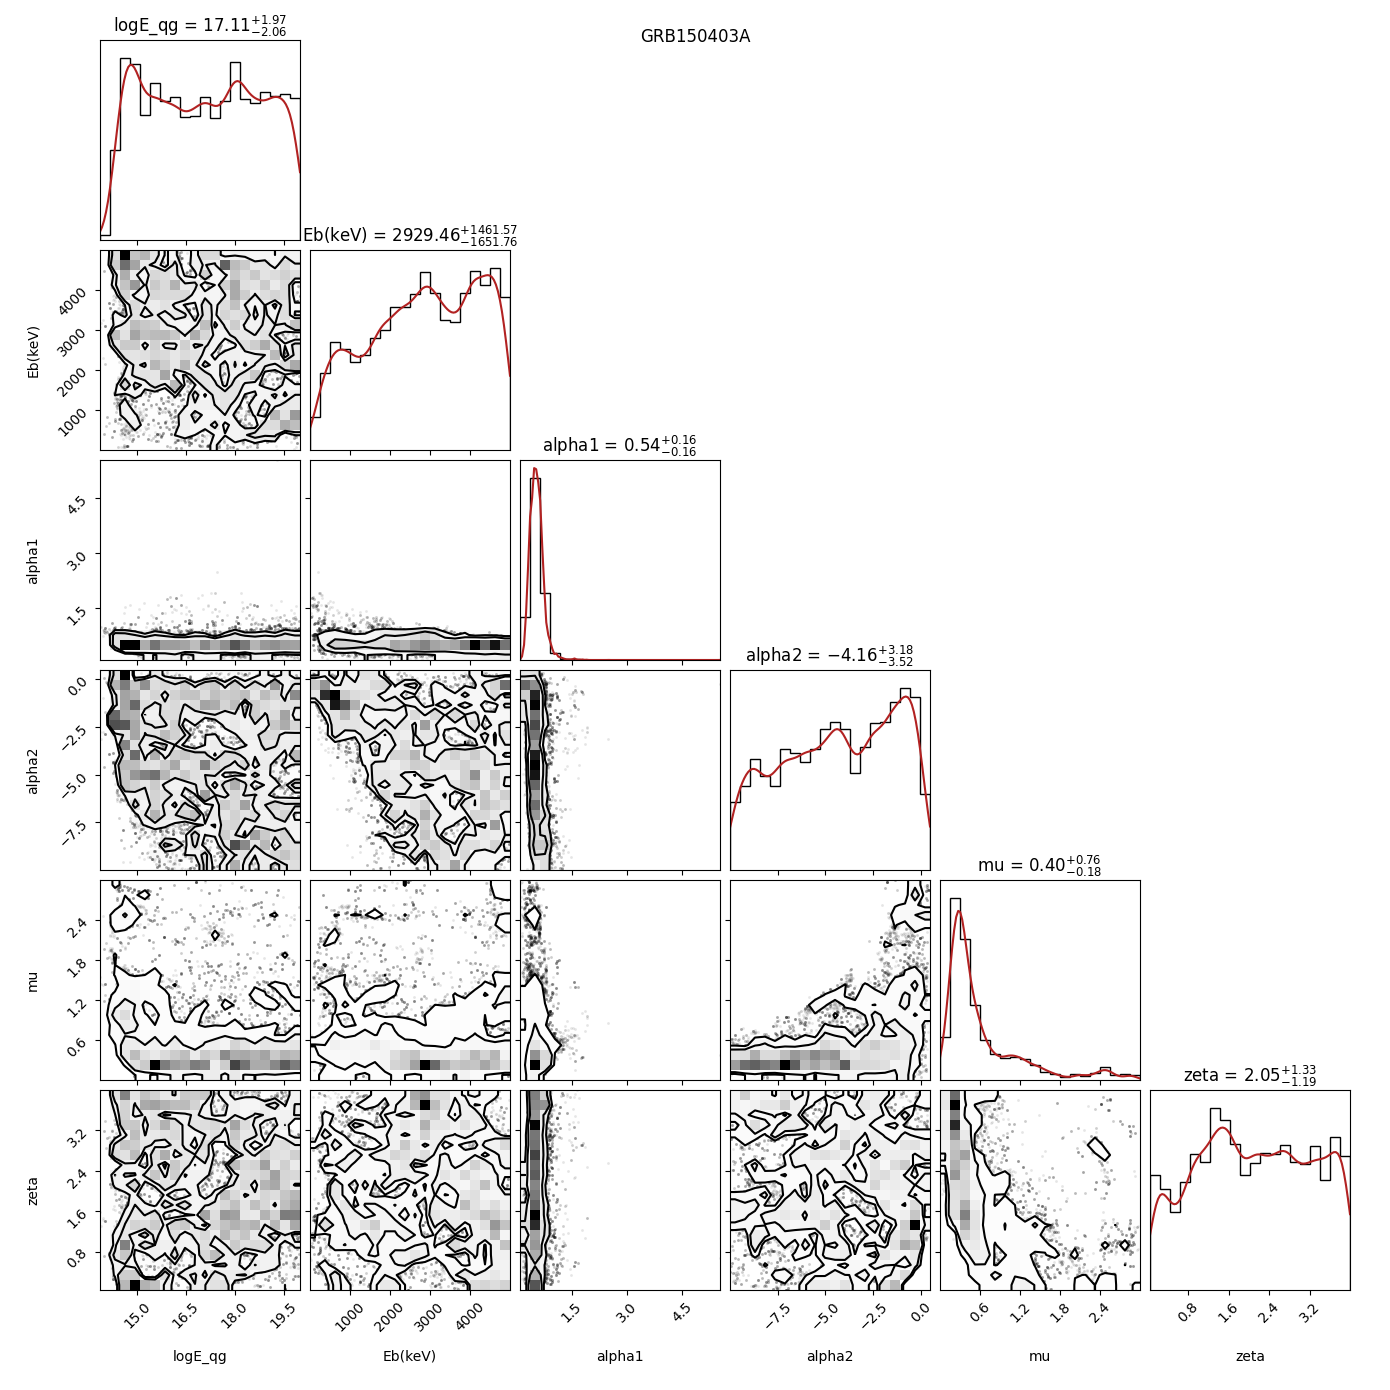 GRB150403A
logE_qg = 17.11+1.97−2.06
Eb(keV) = 2929.46+1461.57−1651.76
4000
3000
2000
1000
Eb(keV)
alpha1 = 0.54+0.16−0.16
4.5
3.0
1.5
alpha1
alpha2 = −4.16+3.18−3.52
0.0
−2.5
−5.0
−7.5
alpha2
mu = 0.40+0.76−0.18
2.4
1.8
1.2
0.6
mu
zeta = 2.05+1.33−1.19
3.2
2.4
1.6
0.8
zeta
15.0 16.5 18.0 19.5
1000 2000 3000 4000
1.5 3.0 4.5
−7.5 −5.0 −2.5 0.0
0.6 1.2 1.8 2.4
0.8 1.6 2.4 3.2
logE_qg Eb(keV) alpha1 alpha2 mu zeta